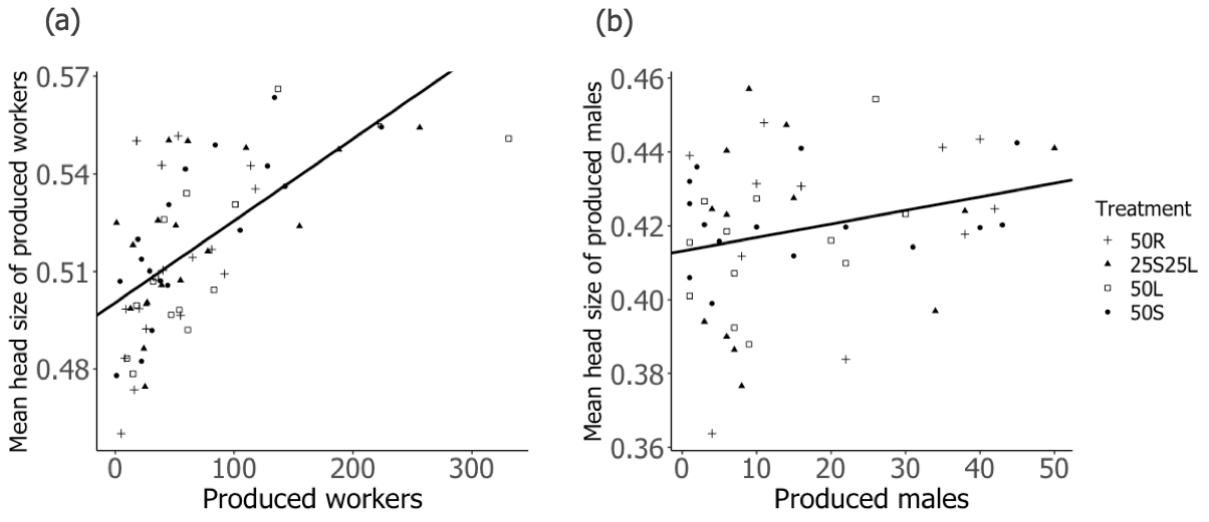 (a)
Mean head size of produced workers
0.57
0.54
0.51
0.48
0
100
200
300
Produced workers
(b)
Mean head size of produced males
0.46
0.44
0.42
0.40
0.38
0.36
0
10
20
30
40
50
Produced males
Treatment
50R
25S25L
50L
50S